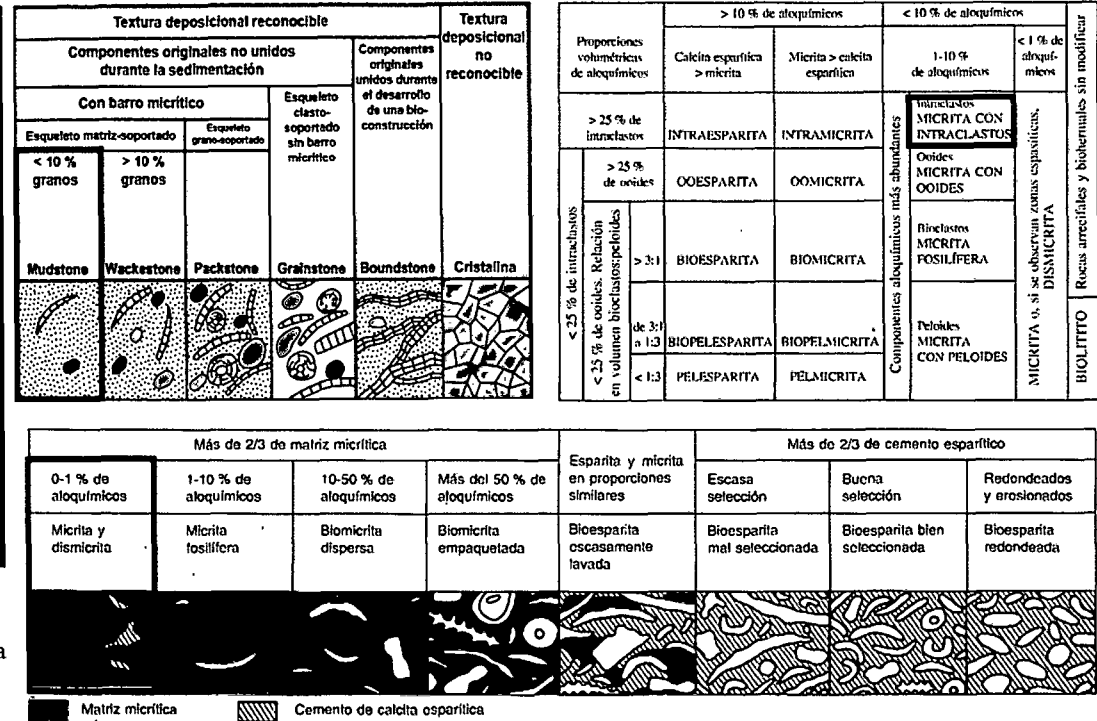 Textura deposicional reconocible
Textura
deposicional
no
reconocible
Componentes originales no unidos
durante la sedimentación
Componentes
originales
unidos durante
el desarrollo
de una bio-
construcción
Con barro micrítico
Esqueleto
clasto-
soportado
sin barro
micrítico
Esqueleto matriz-soportado
Esqueleto
grano-soportado
< 10 %
granos
> 10 %
granos
Mudstone
Wackestone
Packstone
Grainstone
Boundstone
Cristalina
Proporciones
volumétricas
de aloquímicos
> 10 % de aloquímicos
< 10 % de aloquímicos
Calcita esparítica
> micrita
Micrita > calcita
esparítica
1-10 %
de aloquímicos
< 1 % de
aloquí-
micos
Rocas arrecifales y biohermales sin modificar
> 25 % de
intraclastos
INTRAESPARITA
INTRAMICRITA
Componentes aloquímicos más abundantes
Intraclastos
MICRITA CON
INTRACLASTOS
MICRITA o, si se observan zonas espasíticas,
DISMICRITA
< 25 % de intraclastos
> 25 %
de ooides
OOESPARITA
OOMICRITA
Ooides
MICRITA CON
OOIDES
< 25 % de ooides. Relación
en volumen bioclastos:peloides
> 3:1
BIOESPARITA
BIOMICRITA
Bioclastos
MICRITA
FOSILÍFERA
de 3:1
a 1:3
BIOPELESPARITA
BIOPELMICRITA
Peloides
MICRITA
CON PELOIDES
BIOLITITO
< 1:3
PELESPARITA
PELMICRITA
Más de 2/3 de matriz micrítica
Esparita y micrita
en proporciones
similares
Más de 2/3 de cemento esparítico
0-1 % de
aloquímicos
1-10 % de
aloquímicos
10-50 % de
aloquímicos
Más del 50 % de
aloquímicos
Escasa
selección
Buena
selección
Redondeados
y erosionados
Micrita y
dismicrita
Micrita
fosilífera
Biomicrita
dispersa
Biomicrita
empaquetada
Bioesparita
escasamente
lavada
Bioesparita
mal seleccionada
Bioesparita bien
seleccionada
Bioesparita
redondeada
a
Matriz micrítica
Cemento de calcita esparítica